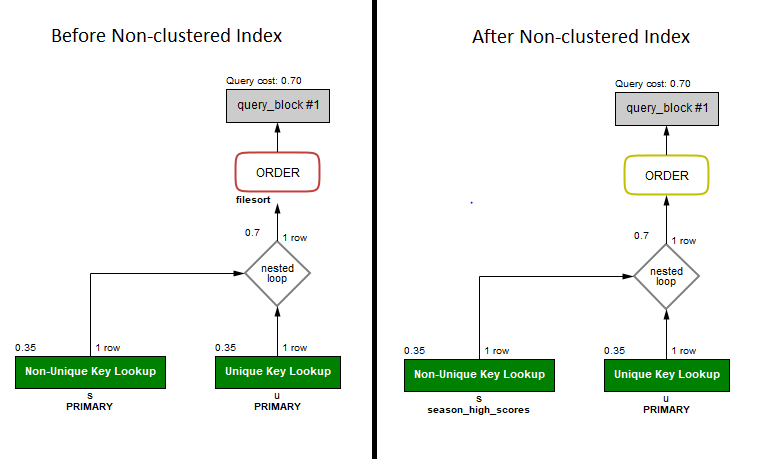 Before Non-clustered Index
Query cost: 0.70
query_block #1
ORDER
filesort
0.7
1 row
nested
loop
0.35
1 row
0.35
1 row
Non-Unique Key Lookup
Unique Key Lookup
s
u
PRIMARY
PRIMARY
After Non-clustered Index
Query cost: 0.70
query_block #1
ORDER
0.7
1 row
nested
loop
0.35
1 row
0.35
1 row
Non-Unique Key Lookup
Unique Key Lookup
s
u
season_high_scores
PRIMARY